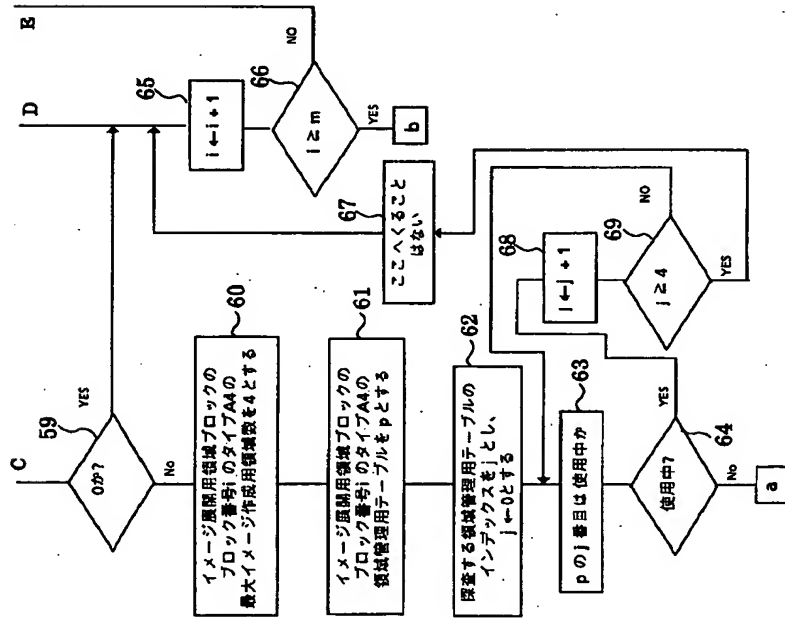 C
D
E
59
0か?
YES
No
60
イメージ展開用領域ブロックの
ブロック番号iのタイプA4の
最大イメージ作成用領域数を4とする
61
イメージ展開用領域ブロックの
ブロック番号iのタイプA4の
領域管理用テーブルをpとする
62
探査する領域管理用テーブルの
インデックスをjとし、
j←0とする
63
pのj番目は使用中か
64
使用中?
YES
No
a
65
i←i+1
66
i≥m
NO
YES
b
67
ここへくること
はない
68
j←j+1
69
j≥4
NO
YES